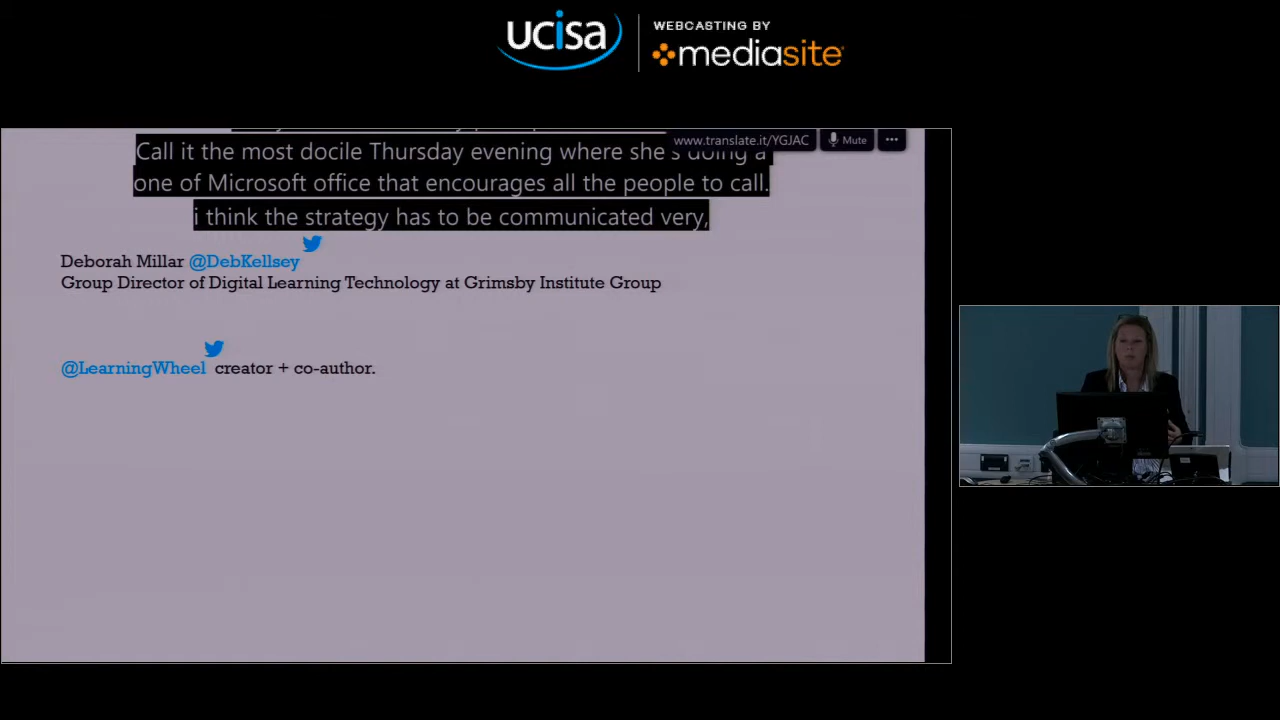 ucisa
WEBCASTING BY
mediasite
www.translate.it/YGJAC Mute
Call it the most docile Thursday evening where she's doing a
one of Microsoft office that encourages all the people to call.
i think the strategy has to be communicated very,
Deborah Millar @DebKellsey
Group Director of Digital Learning Technology at Grimsby Institute Group
@LearningWheel creator + co-author.